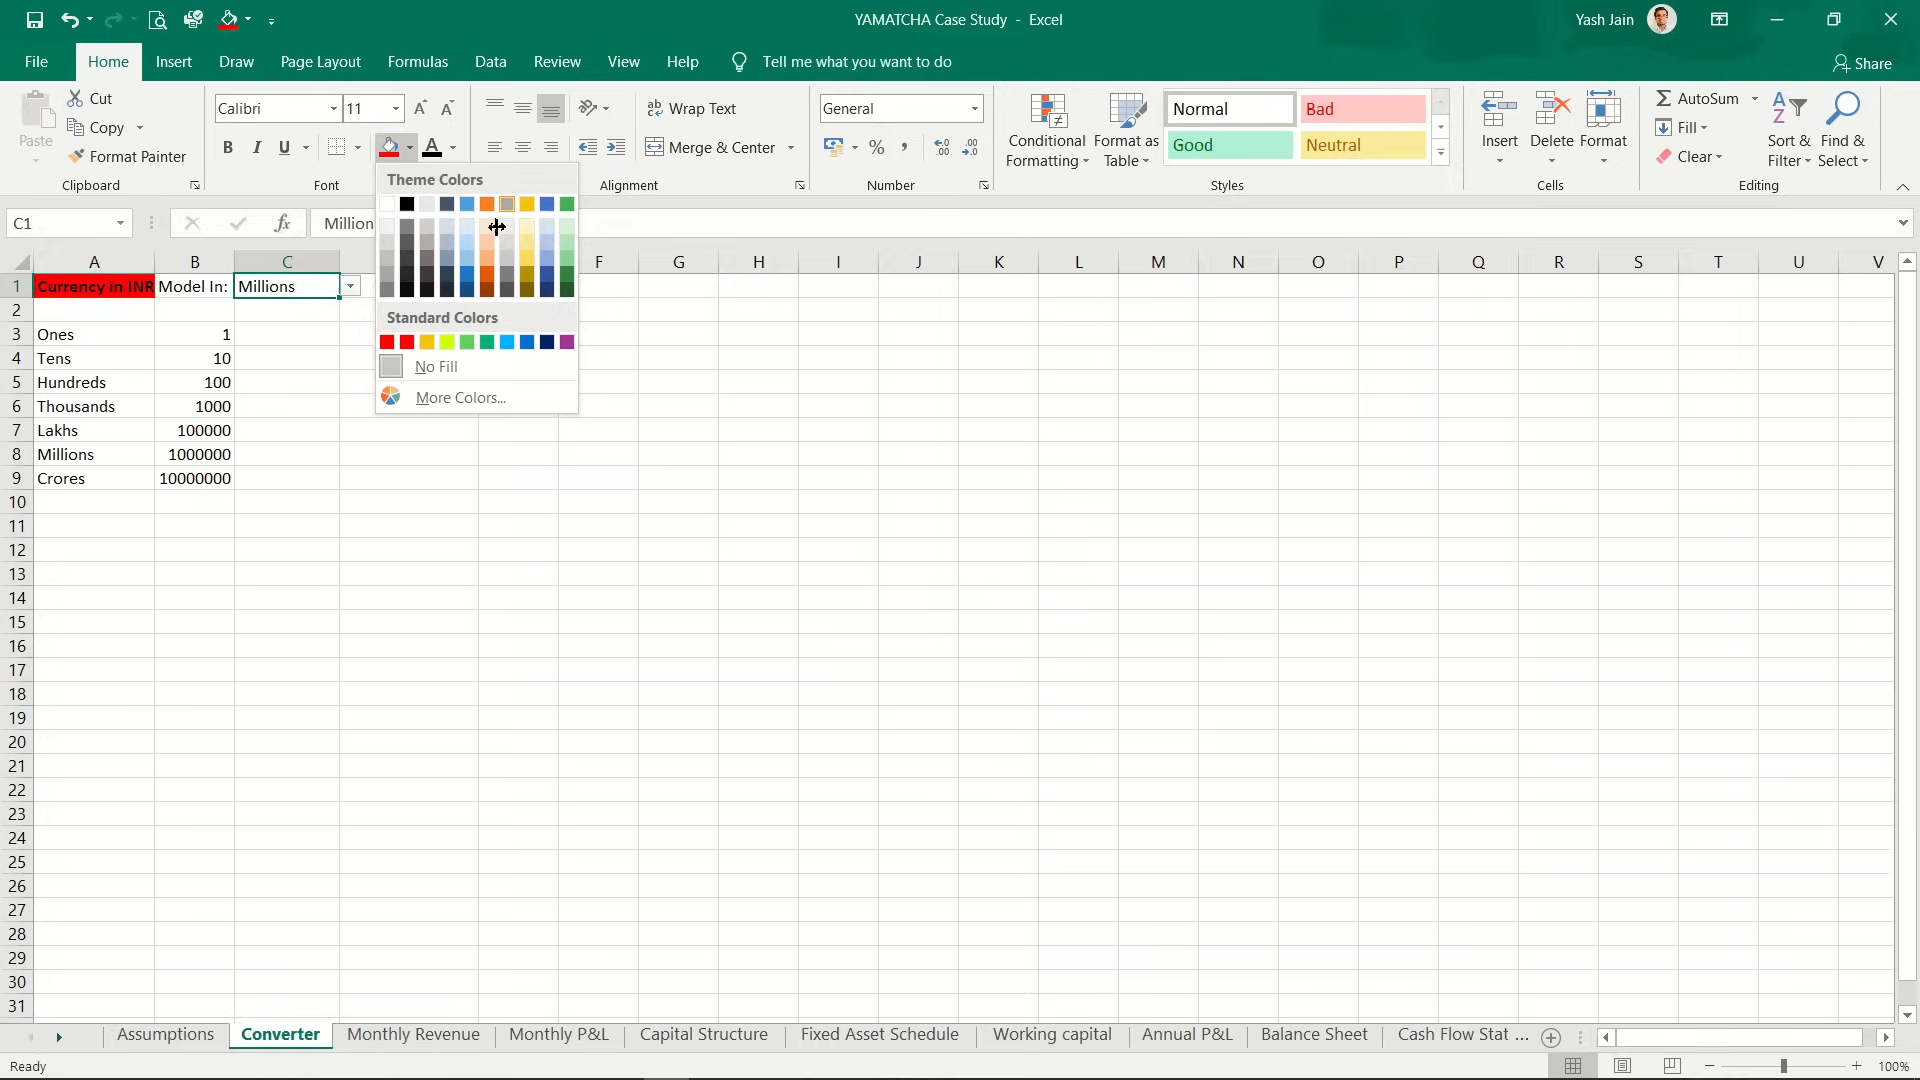 YAMATCHA Case Study - Excel
Yash Jain
File Home Insert Draw Page Layout Formulas Data Review View Help Tell me what you want to do
Share
Paste
Cut
Copy
Format Painter
Clipboard
Calibri 11
B I U
Font
Wrap Text
Merge & Center
Alignment
General
Number
Conditional Formatting
Format as Table
Normal Bad
Good Neutral
Styles
Insert Delete Format
Cells
AutoSum
Fill
Clear
Sort & Filter
Find & Select
Editing
C1
fx
Million
Theme Colors
Standard Colors
No Fill
More Colors...
A B C F G H I J K L M N O P Q R S T U V
1 Currency in INR Model In: Millions
2
3 Ones 1
4 Tens 10
5 Hundreds 100
6 Thousands 1000
7 Lakhs 100000
8 Millions 1000000
9 Crores 10000000
10
11
12
13
14
15
16
17
18
19
20
21
22
23
24
25
26
27
28
29
30
31
Assumptions Converter Monthly Revenue Monthly P&L Capital Structure Fixed Asset Schedule Working capital Annual P&L Balance Sheet Cash Flow Stat ...
Ready
100%